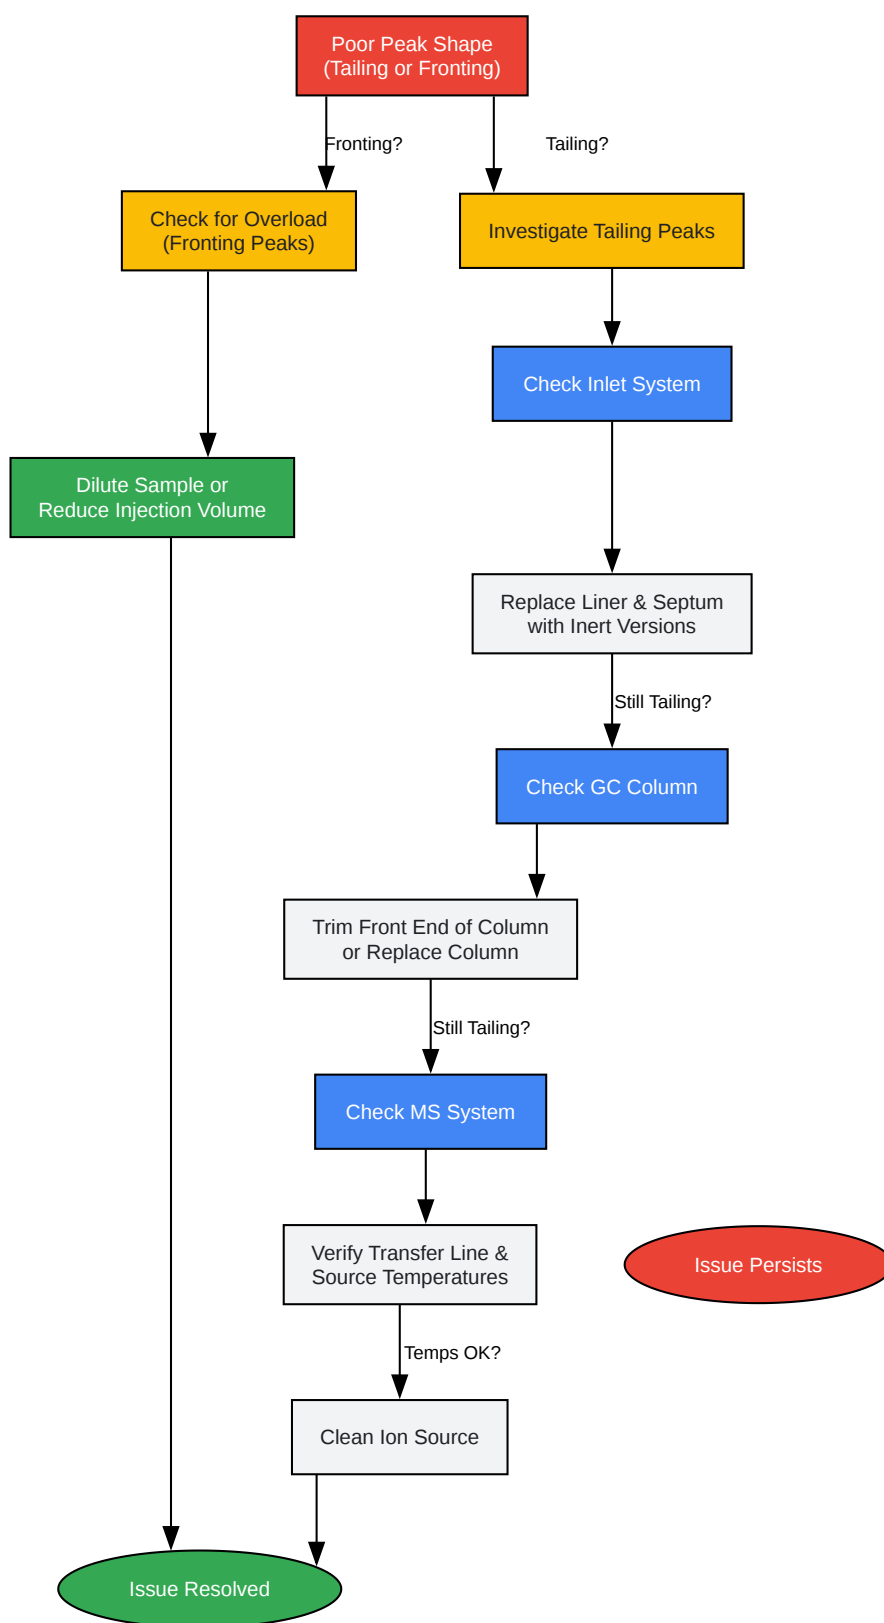 Poor Peak Shape
(Tailing or Fronting)
Fronting?
Tailing?
Check for Overload
(Fronting Peaks)
Investigate Tailing Peaks
Check Inlet System
Dilute Sample or
Reduce Injection Volume
Replace Liner & Septum
with Inert Versions
Still Tailing?
Check GC Column
Trim Front End of Column
or Replace Column
Still Tailing?
Check MS System
Verify Transfer Line &
Source Temperatures
Issue Persists
Temps OK?
Clean Ion Source
Issue Resolved